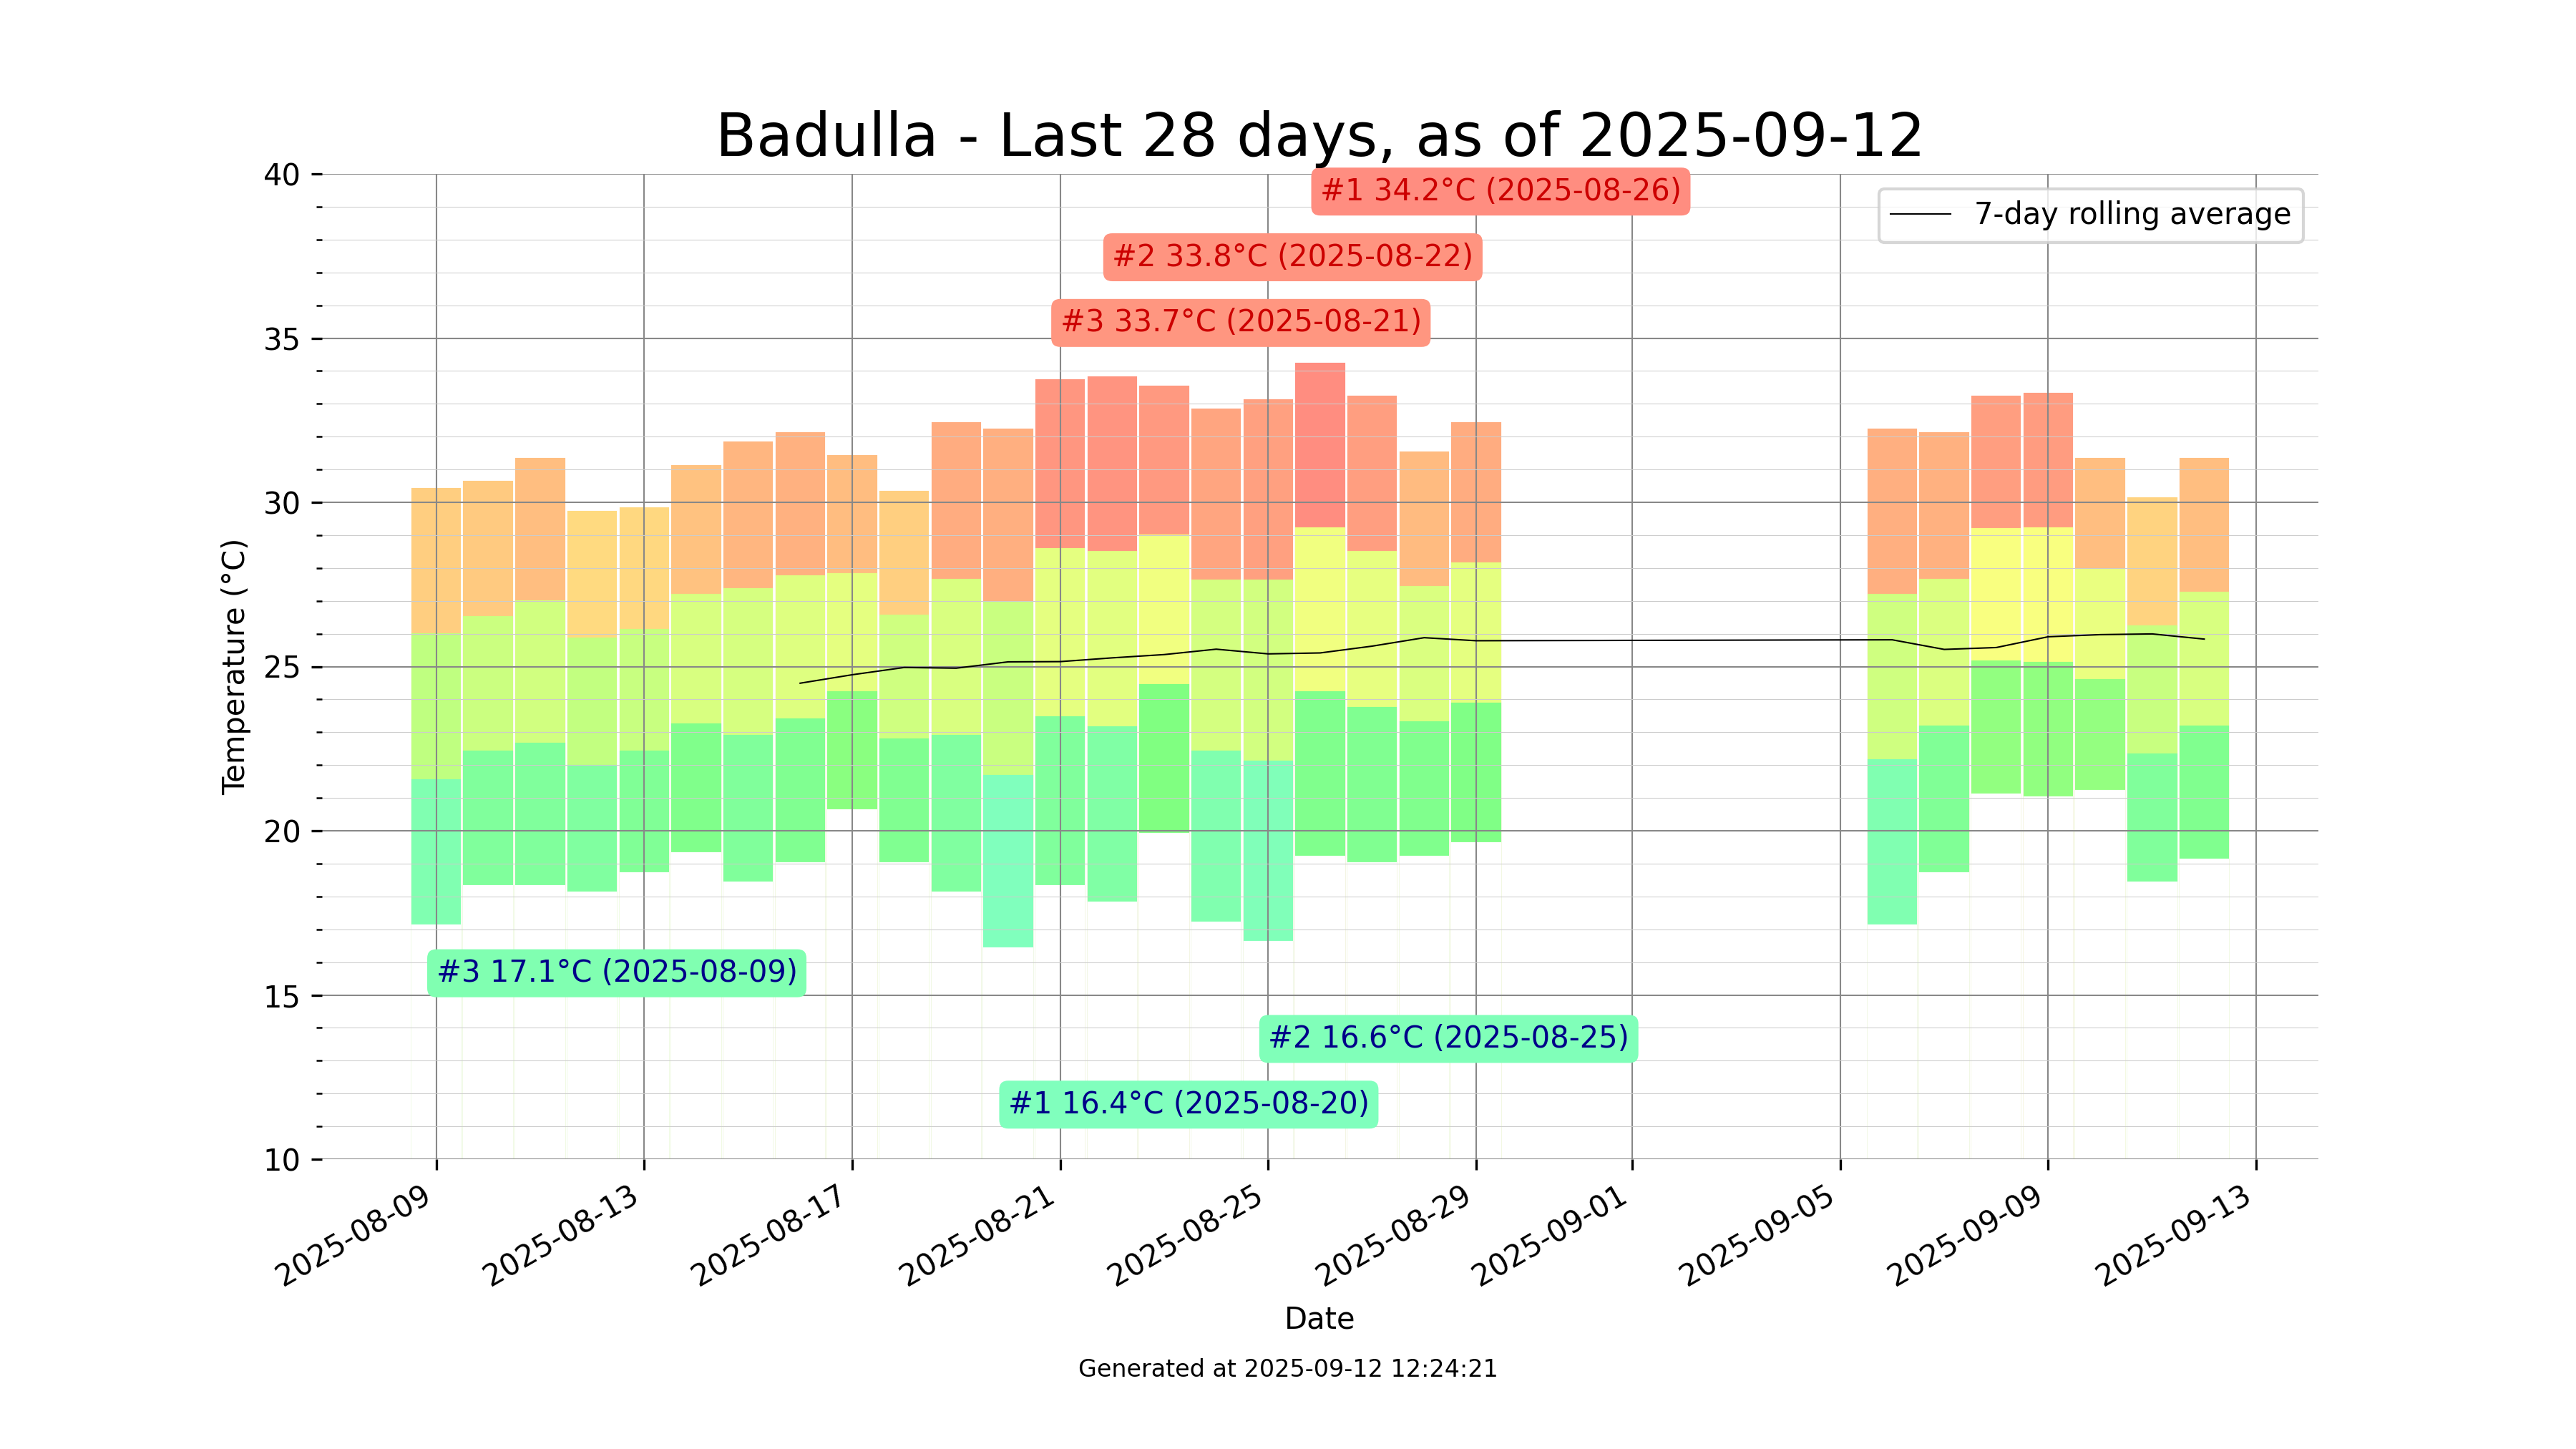 Badulla - Last 28 days, as of 2025-09-12
#1 34.2°C (2025-08-26)
7-day rolling average
#2 33.8°C (2025-08-22)
#3 33.7°C (2025-08-21)
40
35
30
25
20
15
10
Temperature (°C)
#3 17.1°C (2025-08-09)
#2 16.6°C (2025-08-25)
#1 16.4°C (2025-08-20)
2025-08-09
2025-08-13
2025-08-17
2025-08-21
2025-08-25
2025-08-29
2025-09-01
2025-09-05
2025-09-09
2025-09-13
Date
Generated at 2025-09-12 12:24:21